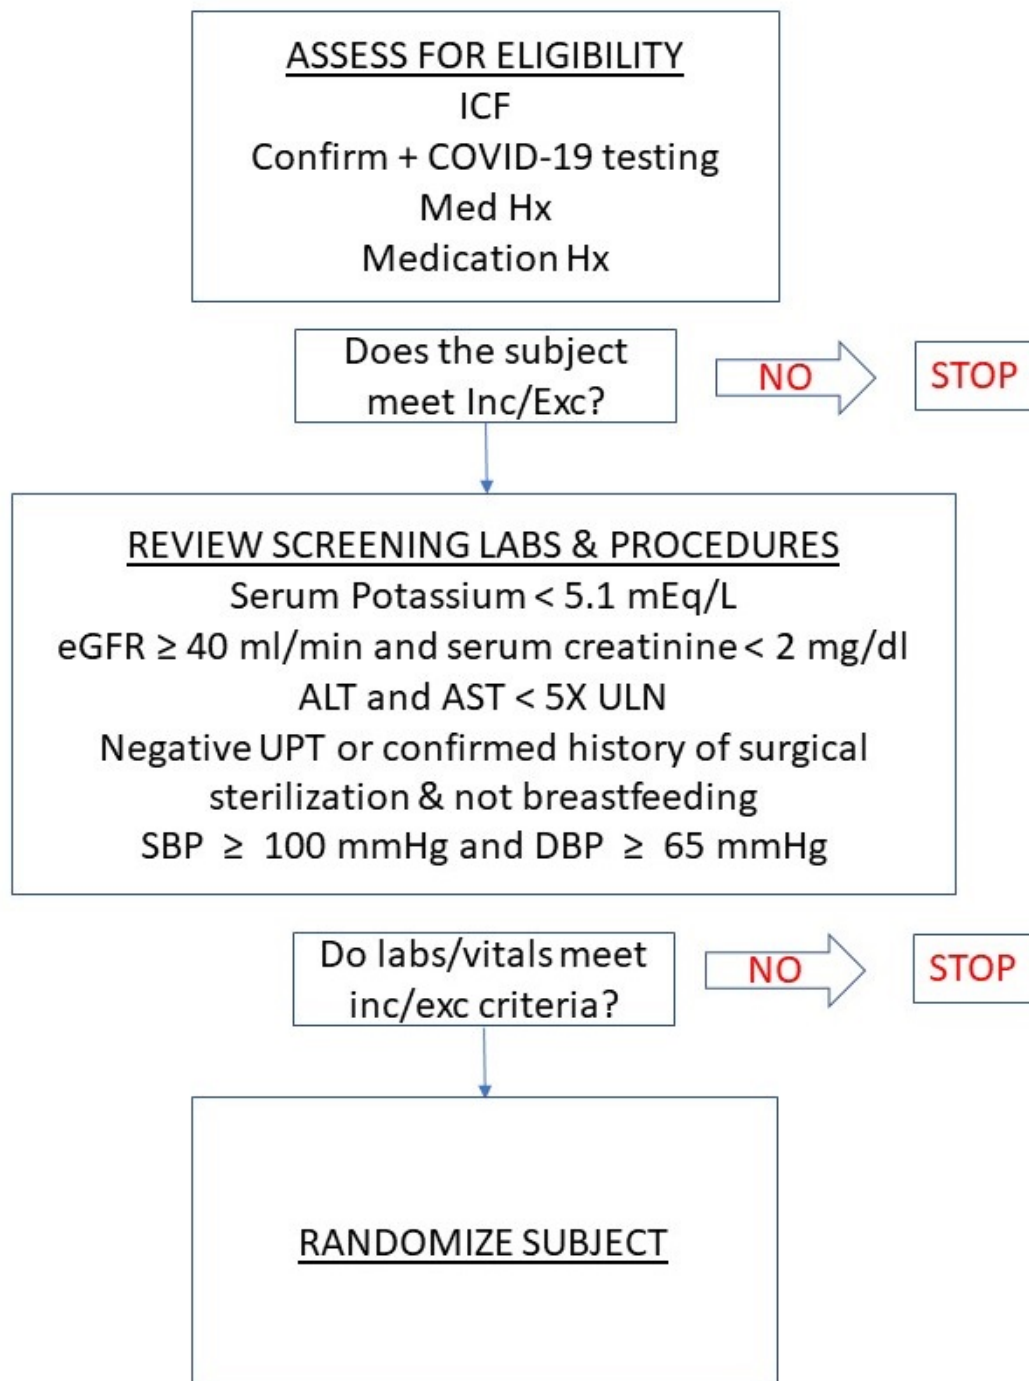 ASSESS FOR ELIGIBILITY
ICF
Confirm + COVID-19 testing
Med Hx
Medication Hx
Does the subject
meet Inc/Exc?
NO
STOP
REVIEW SCREENING LABS & PROCEDURES
Serum Potassium < 5.1 mEq/L
eGFR ≥ 40 ml/min and serum creatinine < 2 mg/dl
ALT and AST < 5X ULN
Negative UPT or confirmed history of surgical
sterilization & not breastfeeding
SBP ≥ 100 mmHg and DBP ≥ 65 mmHg
Do labs/vitals meet
inc/exc criteria?
NO
STOP
RANDOMIZE SUBJECT